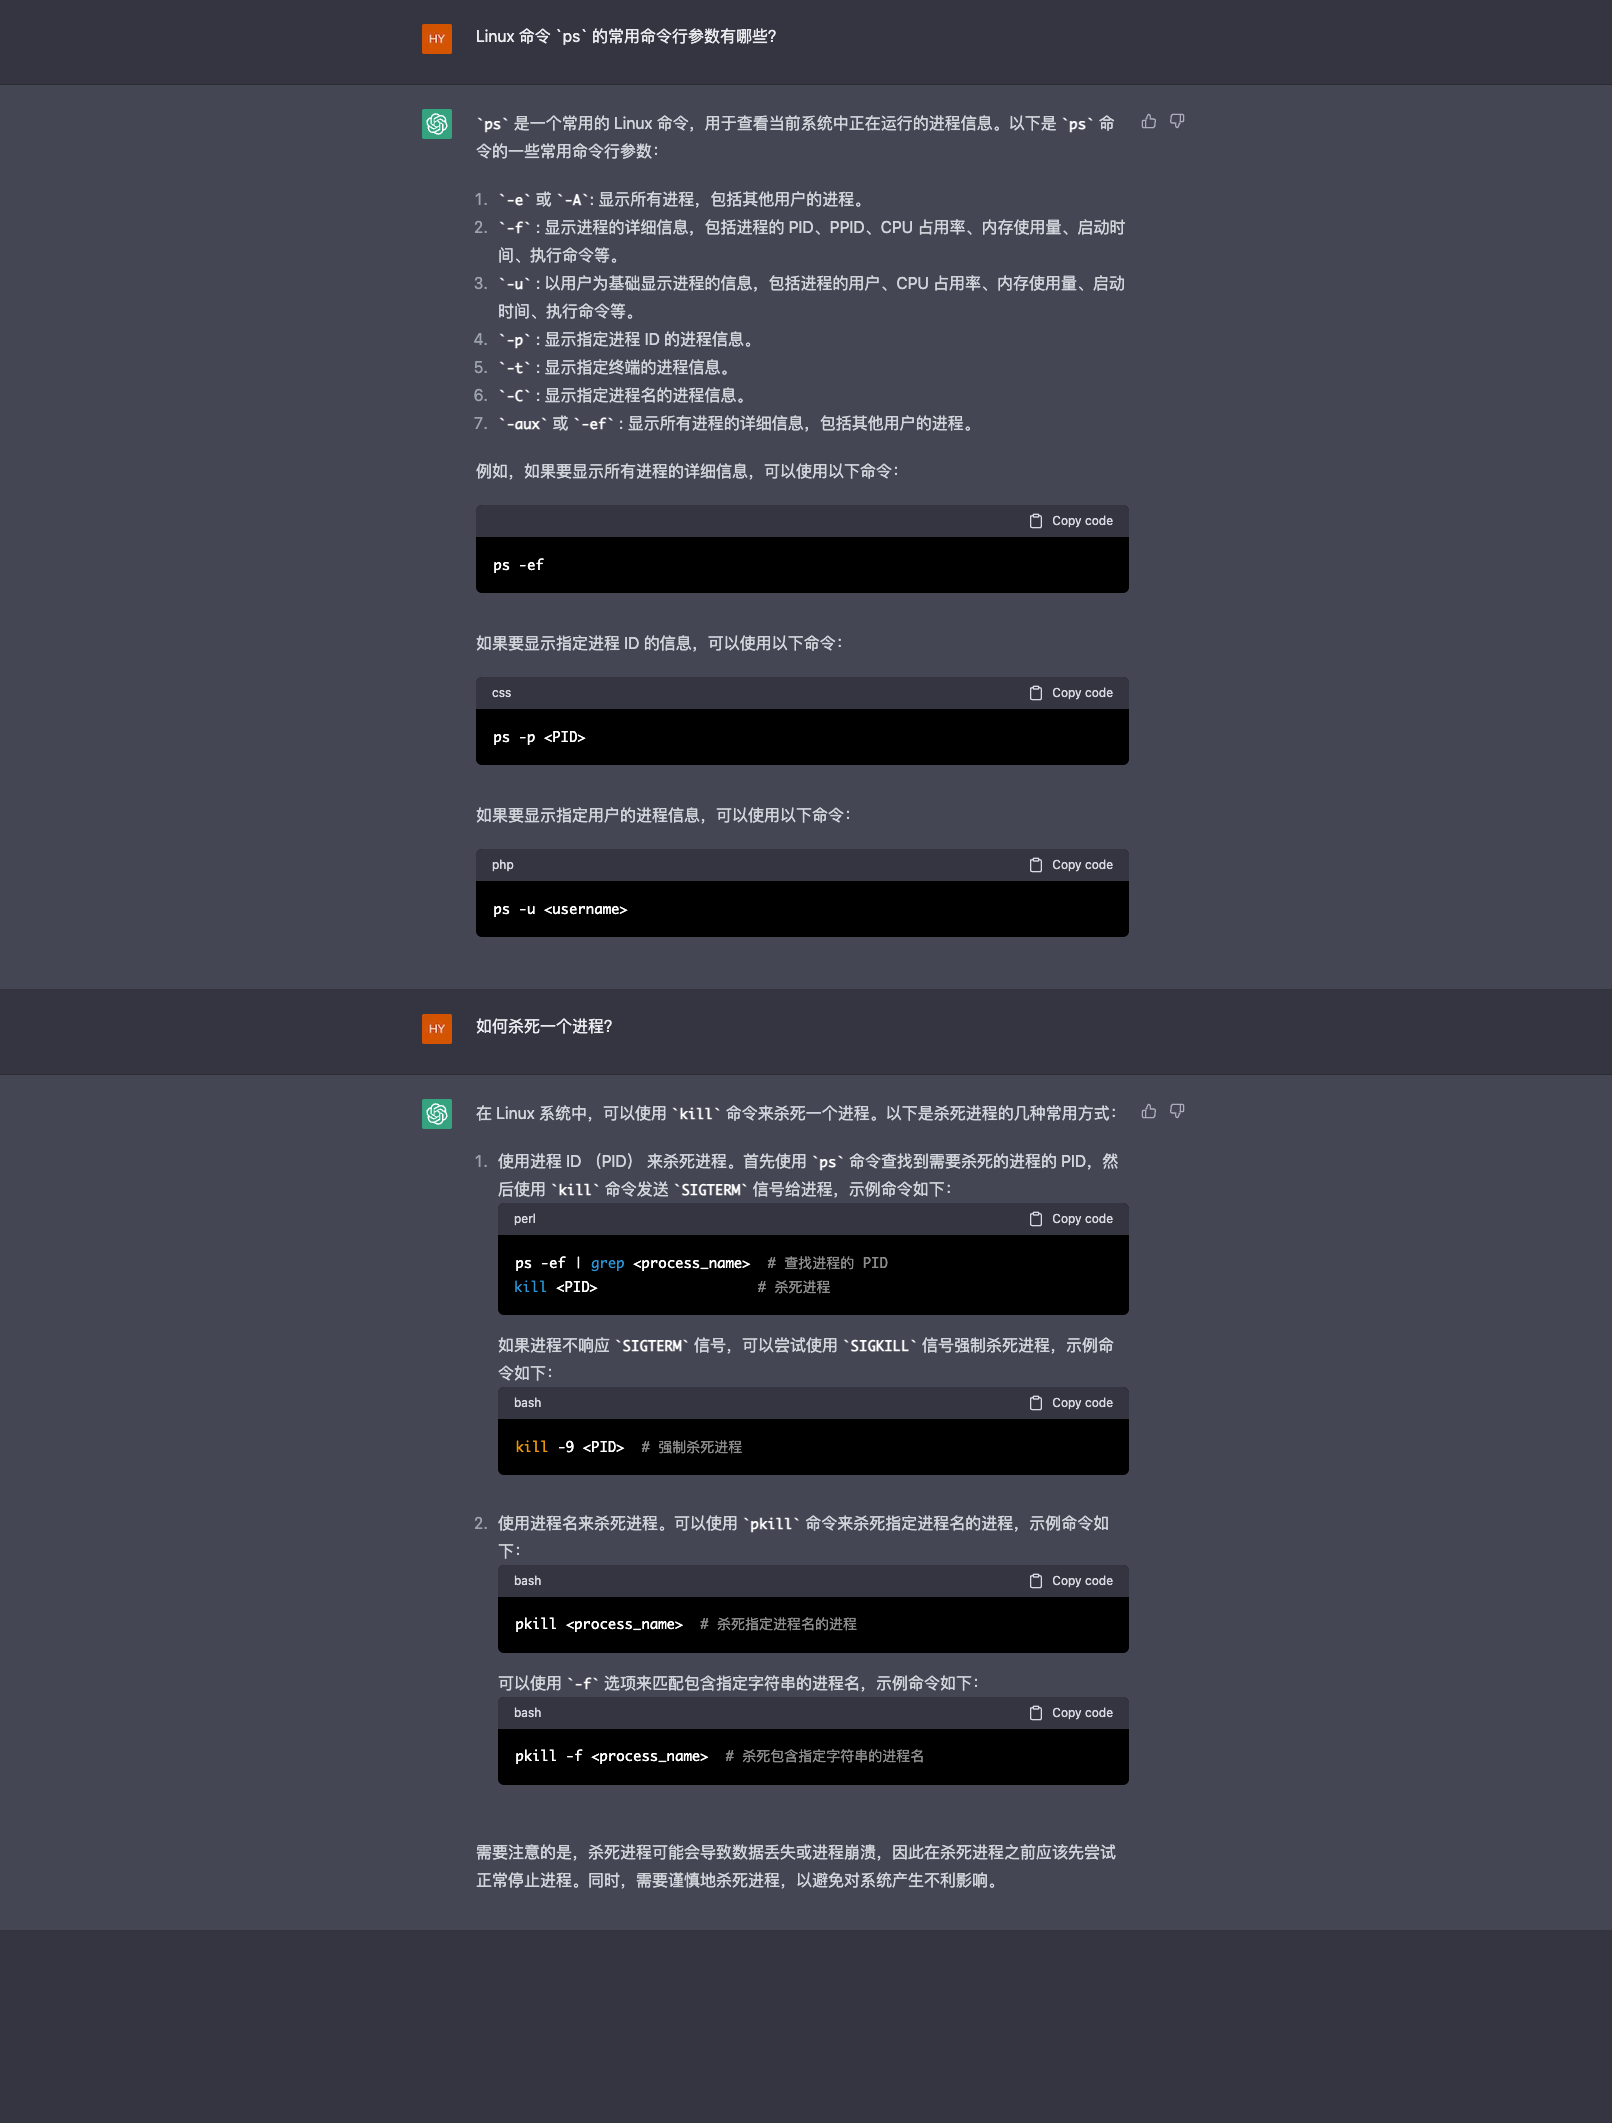 HY
Linux 命令 `ps` 的常用命令行参数有哪些?
`ps` 是一个常用的 Linux 命令，用于查看当前系统中正在运行的进程信息。以下是 `ps` 命
令的一些常用命令行参数：
1. `-e` 或 `-A`: 显示所有进程，包括其他用户的进程。
2. `-f` : 显示进程的详细信息，包括进程的 PID、PPID、CPU 占用率、内存使用量、启动时
间、执行命令等。
3. `-u` : 以用户为基础显示进程的信息，包括进程的用户、CPU 占用率、内存使用量、启动
时间、执行命令等。
4. `-p` : 显示指定进程 ID 的进程信息。
5. `-t` : 显示指定终端的进程信息。
6. `-C` : 显示指定进程名的进程信息。
7. `-aux` 或 `-ef` : 显示所有进程的详细信息，包括其他用户的进程。
例如，如果要显示所有进程的详细信息，可以使用以下命令：
Copy code
ps -ef
如果要显示指定进程 ID 的信息，可以使用以下命令：
css Copy code
ps -p <PID>
如果要显示指定用户的进程信息，可以使用以下命令：
php Copy code
ps -u <username>
HY
如何杀死一个进程?
在 Linux 系统中，可以使用 `kill` 命令来杀死一个进程。以下是杀死进程的几种常用方式：
1. 使用进程 ID （PID） 来杀死进程。首先使用 `ps` 命令查找到需要杀死的进程的 PID，然
后使用 `kill` 命令发送 `SIGTERM` 信号给进程，示例命令如下：
perl Copy code
ps -ef | grep <process_name>  # 查找进程的 PID
kill <PID>                   # 杀死进程
如果进程不响应 `SIGTERM` 信号，可以尝试使用 `SIGKILL` 信号强制杀死进程，示例命
令如下：
bash Copy code
kill -9 <PID>  # 强制杀死进程
2. 使用进程名来杀死进程。可以使用 `pkill` 命令来杀死指定进程名的进程，示例命令如
下：
bash Copy code
pkill <process_name>  # 杀死指定进程名的进程
可以使用 `-f` 选项来匹配包含指定字符串的进程名，示例命令如下：
bash Copy code
pkill -f <process_name>  # 杀死包含指定字符串的进程名
需要注意的是，杀死进程可能会导致数据丢失或进程崩溃，因此在杀死进程之前应该先尝试
正常停止进程。同时，需要谨慎地杀死进程，以避免对系统产生不利影响。